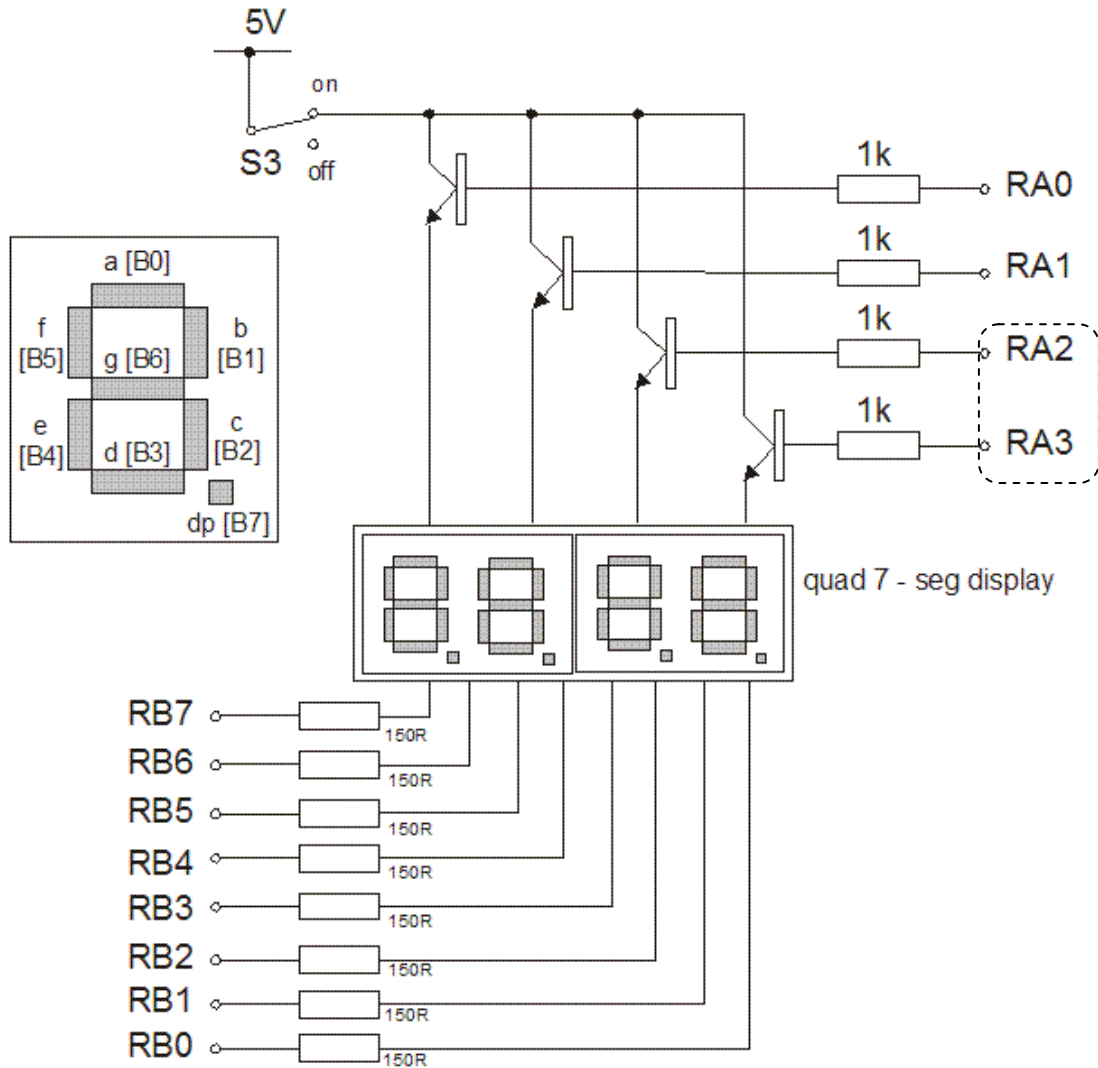 5V
on
S3
off
1k
RA0
1k
RA1
1k
RA2
1k
RA3
a [B0]
f
[B5]
g [B6]
b
[B1]
e
[B4]
d [B3]
c
[B2]
dp [B7]
quad 7 - seg display
RB7
150R
RB6
150R
RB5
150R
RB4
150R
RB3
150R
RB2
150R
RB1
150R
RB0
150R